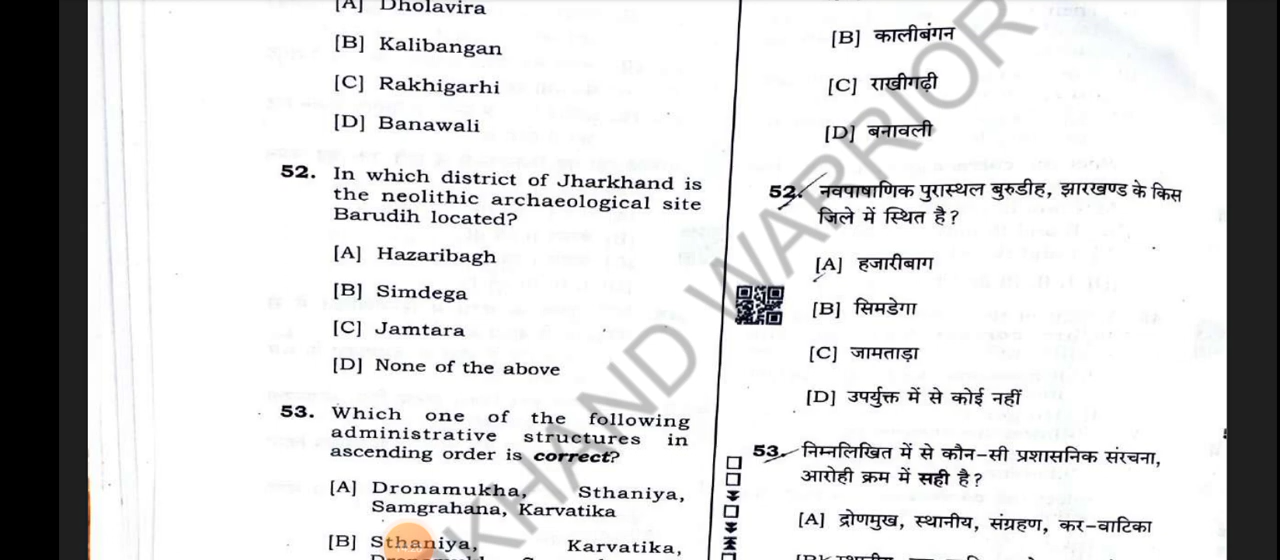 [A] Dholavira
[B] Kalibangan
[C] Rakhigarhi
[D] Banawali
52. In which district of Jharkhand is
the neolithic archaeological site
Barudih located?
[A] Hazaribagh
[B] Simdega
[C] Jamtara
[D] None of the above
53. Which one of the following
administrative structures in
ascending order is correct?
[A] Dronamukha, Sthaniya,
Samgrahana, Karvatika
[B] Sthaniya, Karvatika,
[B] कालीबंगन
[C] राखीगढ़ी
[D] बनावली
52. नवपाषाणिक पुरास्थल बुरुडीह, झारखण्ड के किस
जिले में स्थित है?
[A] हजारीबाग
[B] सिमडेगा
[C] जामताड़ा
[D] उपर्युक्त में से कोई नहीं
53. निम्नलिखित में से कौन-सी प्रशासनिक संरचना,
आरोही क्रम में सही है?
[A] द्रोणमुख, स्थानीय, संग्रहण, कर-वाटिका
KHAND WARRIOR